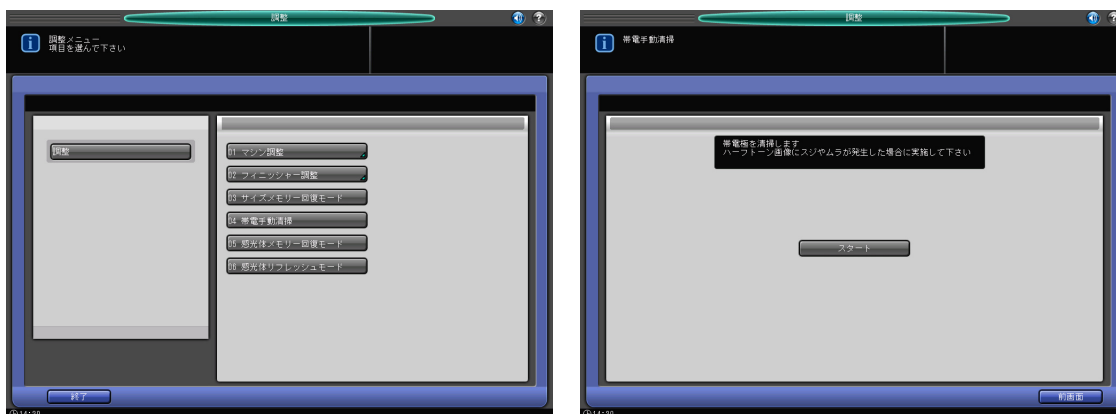 調整
調整メニュー
項目を選んで下さい
調整
01 マシン調整
02 フィニッシャー調整
03 サイズメモリー回復モード
04 帯電手動清掃
05 感光体メモリー回復モード
06 感光体リフレッシュモード
終了
14:20
調整
帯電手動清掃
帯電極を清掃します
ハーフトーン画像にスジやムラが発生した場合に実施して下さい
スタート
前画面